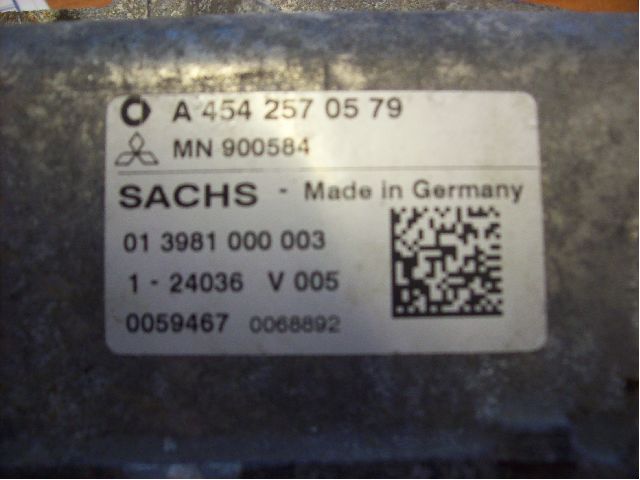 A 454 257 05 79
MN 900584
SACHS - Made in Germany
01 3981 000 003
1 - 24036 V 005
0059467 0068892